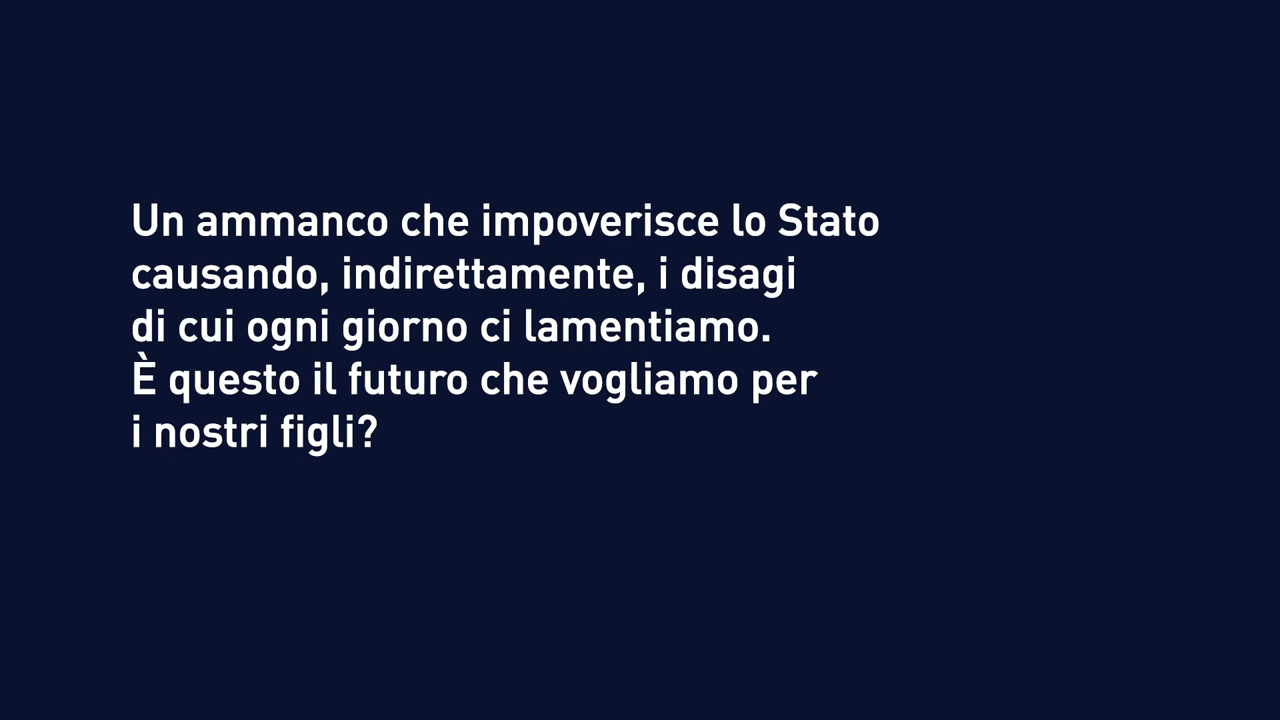 Un ammanco che impoverisce lo Stato
causando, indirettamente, i disagi
di cui ogni giorno ci lamentiamo.
È questo il futuro che vogliamo per
i nostri figli?